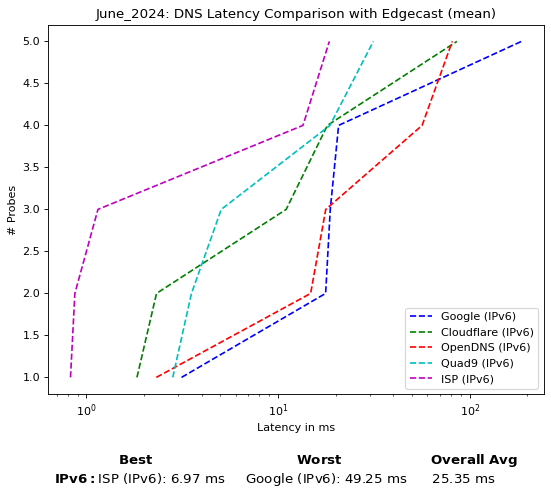 June_2024: DNS Latency Comparison with Edgecast (mean)
5.0
4.5
4.0
3.5
3.0
2.5
2.0
1.5
1.0
# Probes
Google (IPv6)
Cloudflare (IPv6)
OpenDNS (IPv6)
Quad9 (IPv6)
ISP (IPv6)
10⁰ 10¹ 10²
Latency in ms
Best Worst Overall Avg
IPv6: ISP (IPv6): 6.97 ms Google (IPv6): 49.25 ms 25.35 ms